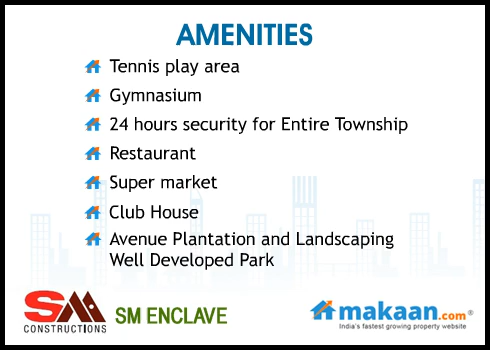 AMENITIES
Tennis play area
Gymnasium
24 hours security for Entire Township
Restaurant
Super market
Club House
Avenue Plantation and Landscaping
Well Developed Park
SM
CONSTRUCTIONS
SM ENCLAVE
makaan.com®
India's fastest growing property website